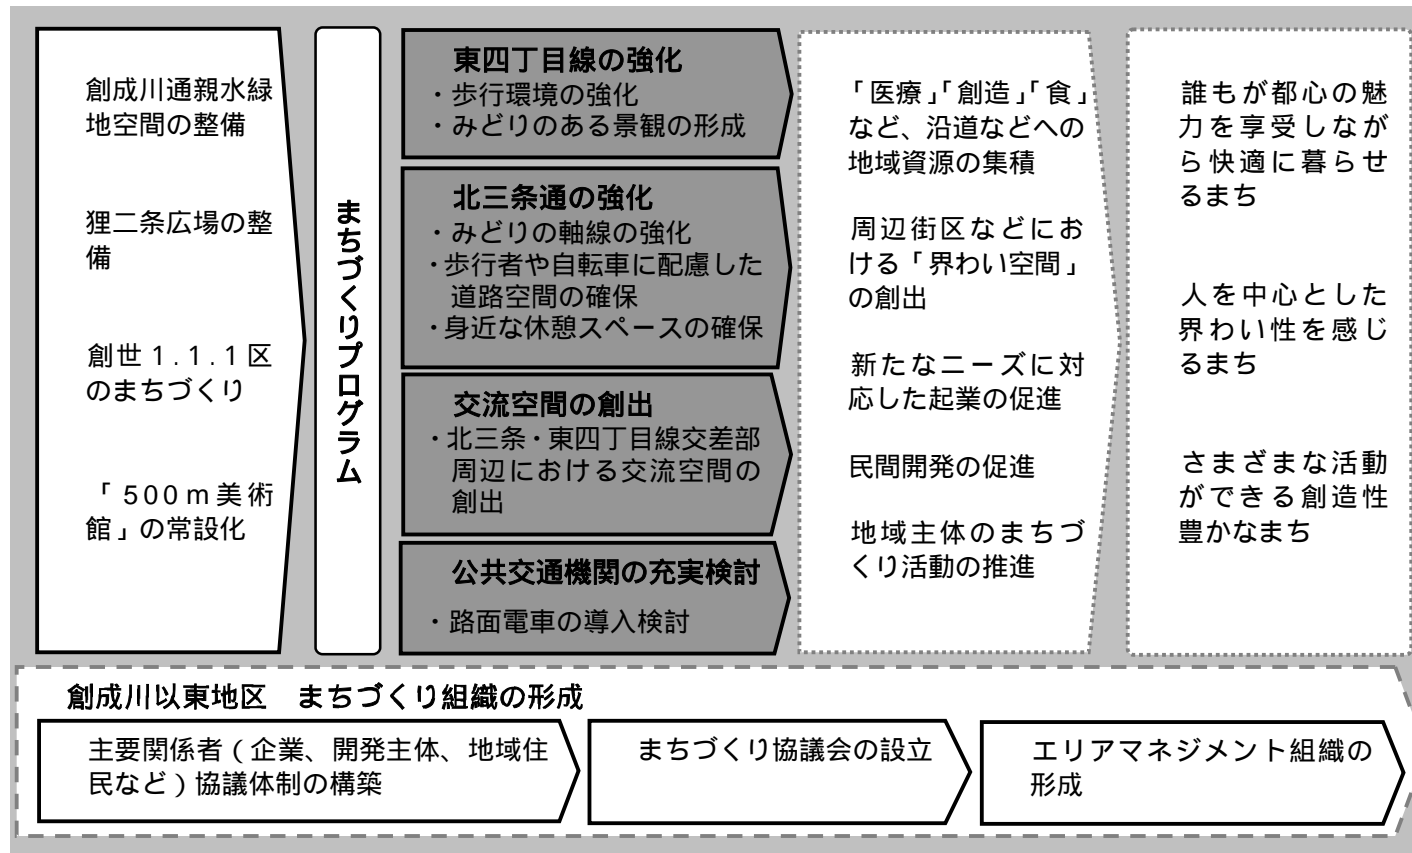 創成川通親水緑
地空間の整備
狸二条広場の整
備
創世1.1.1区
のまちづくり
「500m美術
館」の常設化
まちづくりプログラム
東四丁目線の強化
・歩行環境の強化
・みどりのある景観の形成
北三条通の強化
・みどりの軸線の強化
・歩行者や自転車に配慮した
道路空間の確保
・身近な休憩スペースの確保
交流空間の創出
・北三条・東四丁目線交差部
周辺における交流空間の
創出
公共交通機関の充実検討
・路面電車の導入検討
「医療」「創造」「食」
など、沿道などへの
地域資源の集積
周辺街区などにお
ける「界わい空間」
の創出
新たなニーズに対
応した起業の促進
民間開発の促進
地域主体のまちづ
くり活動の推進
誰もが都心の魅
力を享受しなが
ら快適に暮らせ
るまち
人を中心とした
界わい性を感じ
るまち
さまざまな活動
ができる創造性
豊かなまち
創成川以東地区　まちづくり組織の形成
主要関係者(企業、開発主体、地域住
民など)協議体制の構築
まちづくり協議会の設立
エリアマネジメント組織の
形成